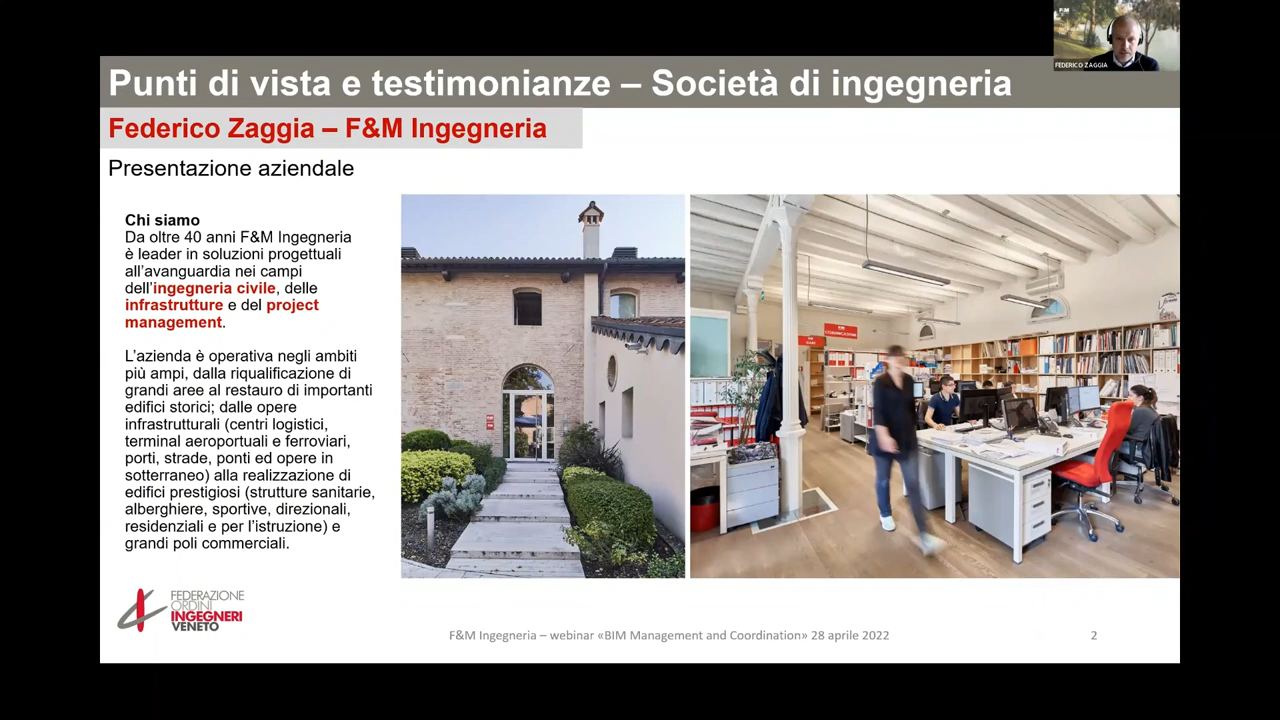 FEDERICO ZAGGIA
Punti di vista e testimonianze – Società di ingegneria
Federico Zaggia – F&M Ingegneria
Presentazione aziendale
Chi siamo
Da oltre 40 anni F&M Ingegneria
è leader in soluzioni progettuali
all’avanguardia nei campi
dell’ingegneria civile, delle
infrastrutture e del project
management.
L’azienda è operativa negli ambiti
più ampi, dalla riqualificazione di
grandi aree al restauro di importanti
edifici storici; dalle opere
infrastrutturali (centri logistici,
terminal aeroportuali e ferroviari,
porti, strade, ponti ed opere in
sotterraneo) alla realizzazione di
edifici prestigiosi (strutture sanitarie,
alberghiere, sportive, direzionali,
residenziali e per l’istruzione) e
grandi poli commerciali.
FEDERAZIONE
ORDINI
INGEGNERI
VENETO
F&M Ingegneria – webinar «BIM Management and Coordination» 28 aprile 2022
2